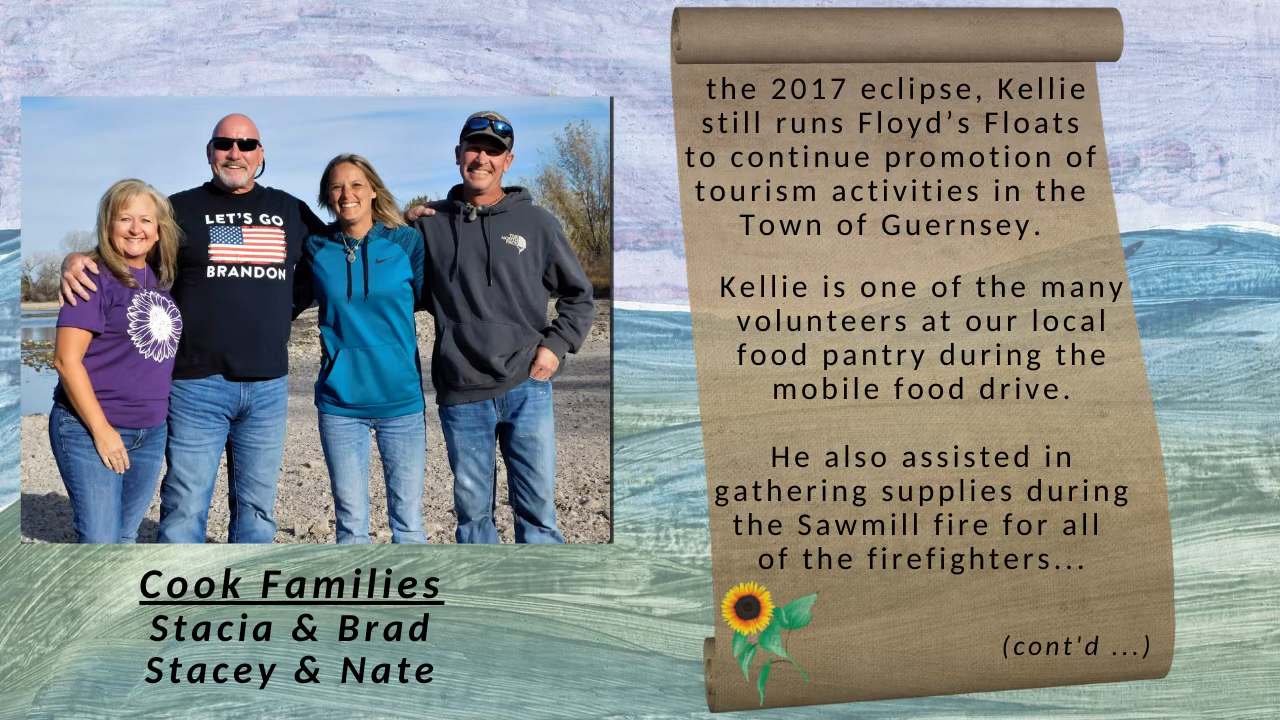 LET'S GO
BRANDON
THE
NORTH
FACE
Cook Families
Stacia & Brad
Stacey & Nate
the 2017 eclipse, Kellie
still runs Floyd’s Floats
to continue promotion of
tourism activities in the
Town of Guernsey.
Kellie is one of the many
volunteers at our local
food pantry during the
mobile food drive.
He also assisted in
gathering supplies during
the Sawmill fire for all
of the firefighters...
(cont'd ...)